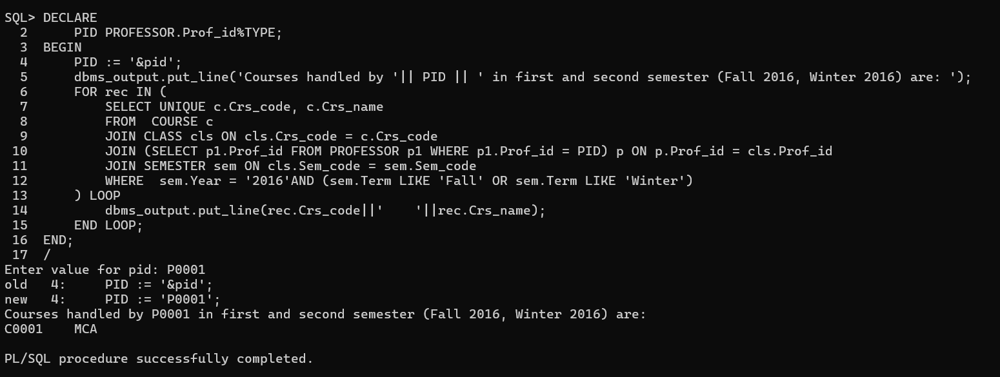 SQL> DECLARE
  2      PID PROFESSOR.Prof_id%TYPE;
  3  BEGIN
  4      PID := '&pid';
  5      dbms_output.put_line('Courses handled by '|| PID || ' in first and second semester (Fall 2016, Winter 2016) are: ');
  6      FOR rec IN (
  7          SELECT UNIQUE c.Crs_code, c.Crs_name
  8          FROM  COURSE c
  9          JOIN CLASS cls ON cls.Crs_code = c.Crs_code
 10          JOIN (SELECT p1.Prof_id FROM PROFESSOR p1 WHERE p1.Prof_id = PID) p ON p.Prof_id = cls.Prof_id
 11          JOIN SEMESTER sem ON cls.Sem_code = sem.Sem_code
 12          WHERE  sem.Year = '2016'AND (sem.Term LIKE 'Fall' OR sem.Term LIKE 'Winter')
 13      ) LOOP
 14          dbms_output.put_line(rec.Crs_code||'    '||rec.Crs_name);
 15      END LOOP;
 16  END;
 17  /
Enter value for pid: P0001
old   4:     PID := '&pid';
new   4:     PID := 'P0001';
Courses handled by P0001 in first and second semester (Fall 2016, Winter 2016) are:
C0001    MCA

PL/SQL procedure successfully completed.